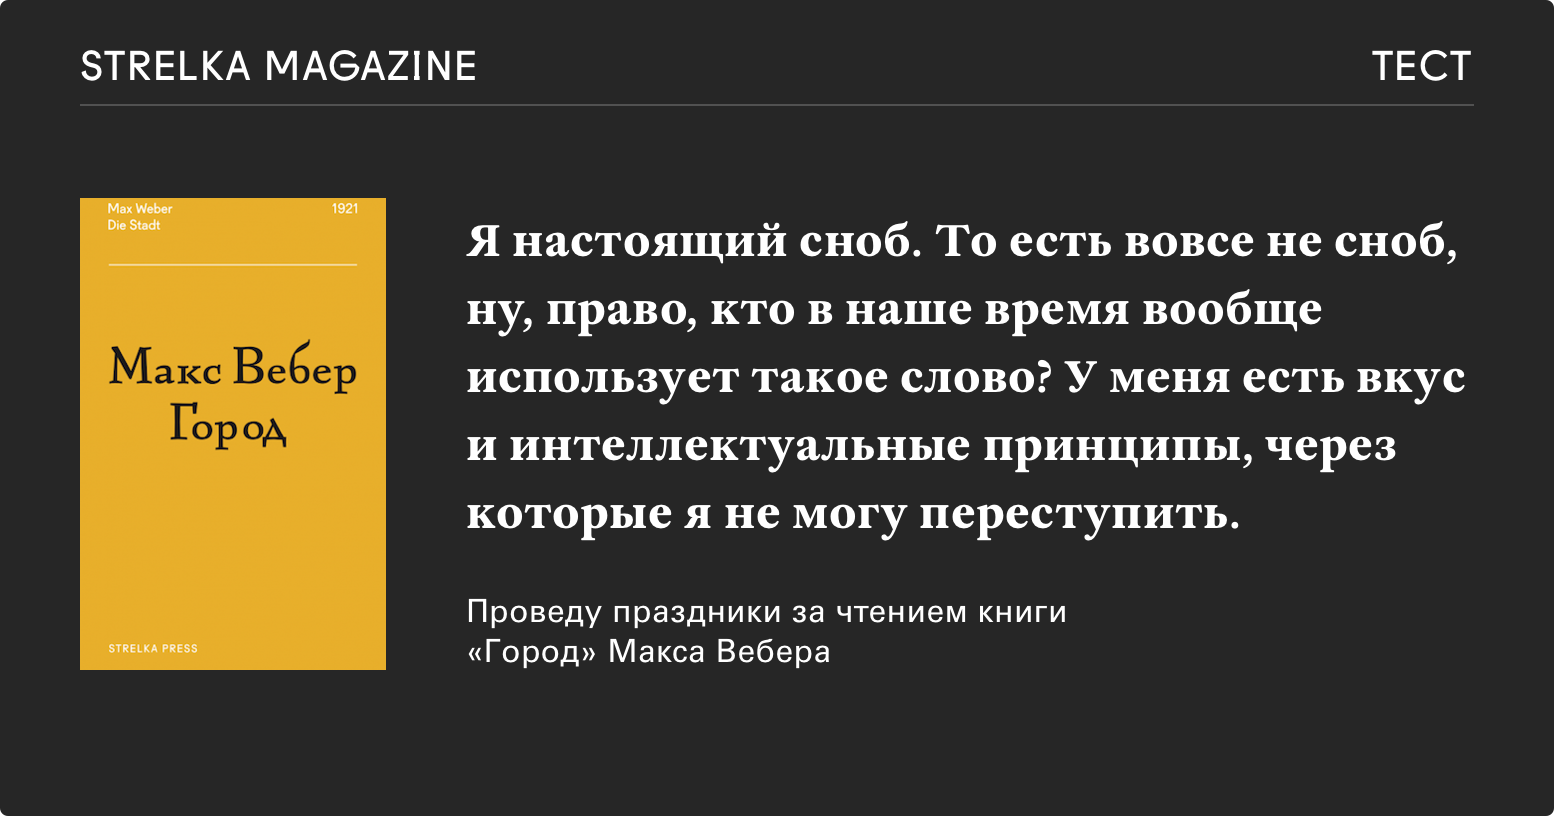 STRELKA MAGAZINE
ТЕСТ
Max Weber
Die Stadt
1921
Макс Вебер
Город
STRELKA PRESS
Я настоящий сноб. То есть вовсе не сноб,
ну, право, кто в наше время вообще
использует такое слово? У меня есть вкус
и интеллектуальные принципы, через
которые я не могу переступить.
Проведу праздники за чтением книги
«Город» Макса Вебера